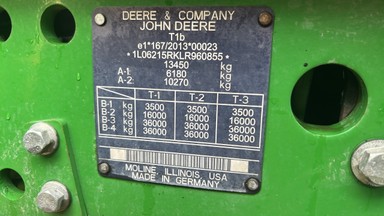 DEERE & COMPANY
JOHN DEERE
T1b
e1*167/2013*00023
*1L06215RKLR960855*
13450 kg
A-1: 6180 kg
A-2: 10270 kg
T-1 T-2 T-3
B-1 kg 3500 3500 3500
B-2 kg 16000 16000 16000
B-3 kg 36000 36000 36000
B-4 kg 36000 36000 36000
MOLINE, ILLINOIS, USA
MADE IN GERMANY